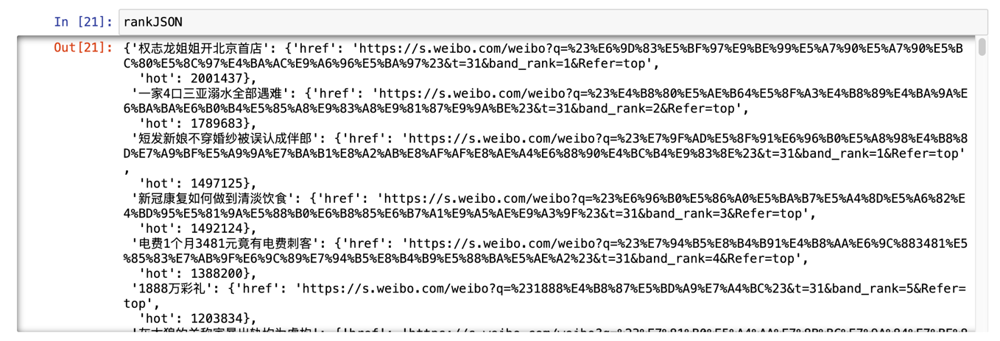 In [21]: rankJSON
Out[21]: {'权志龙姐姐开北京首店': {'href': 'https://s.weibo.com/weibo?q=%23%E6%9D%83%E5%BF%97%E9%BE%99%E5%A7%90%E5%A7%90%E5%B
C%80%E5%8C%97%E4%BA%AC%E9%A6%96%E5%BA%97%23&t=31&band_rank=1&Refer=top',
'hot': 2001437},
'一家4口三亚溺水全部遇难': {'href': 'https://s.weibo.com/weibo?q=%23%E4%B8%80%E5%AE%B64%E5%8F%A3%E4%B8%89%E4%BA%9A%E
6%BA%BA%E6%B0%B4%E5%85%A8%E9%83%A8%E9%81%87%E9%9A%BE%23&t=31&band_rank=2&Refer=top',
'hot': 1789683},
'短发新娘不穿婚纱被误认成伴郎': {'href': 'https://s.weibo.com/weibo?q=%23%E7%9F%AD%E5%8F%91%E6%96%B0%E5%A8%98%E4%B8%8
D%E7%A9%BF%E5%A9%9A%E7%BA%B1%E8%A2%AB%E8%AF%AF%E8%AE%A4%E6%88%90%E4%BC%B4%E9%83%8E%23&t=31&band_rank=1&Refer=top'
,
'hot': 1497125},
'新冠康复如何做到清淡饮食': {'href': 'https://s.weibo.com/weibo?q=%23%E6%96%B0%E5%86%A0%E5%BA%B7%E5%A4%8D%E5%A6%82%E
4%BD%95%E5%81%9A%E5%88%B0%E6%B8%85%E6%B7%A1%E9%A5%AE%E9%A3%9F%23&t=31&band_rank=3&Refer=top',
'hot': 1492124},
'电费1个月3481元竟有电费刺客': {'href': 'https://s.weibo.com/weibo?q=%23%E7%94%B5%E8%B4%B91%E4%B8%AA%E6%9C%883481%E5
%85%83%E7%AB%9F%E6%9C%89%E7%94%B5%E8%B4%B9%E5%88%BA%E5%AE%A2%23&t=31&band_rank=4&Refer=top',
'hot': 1388200},
'1888万彩礼': {'href': 'https://s.weibo.com/weibo?q=%231888%E4%B8%87%E5%BD%A9%E7%A4%BC%23&t=31&band_rank=5&Refer=
top',
'hot': 1203834},